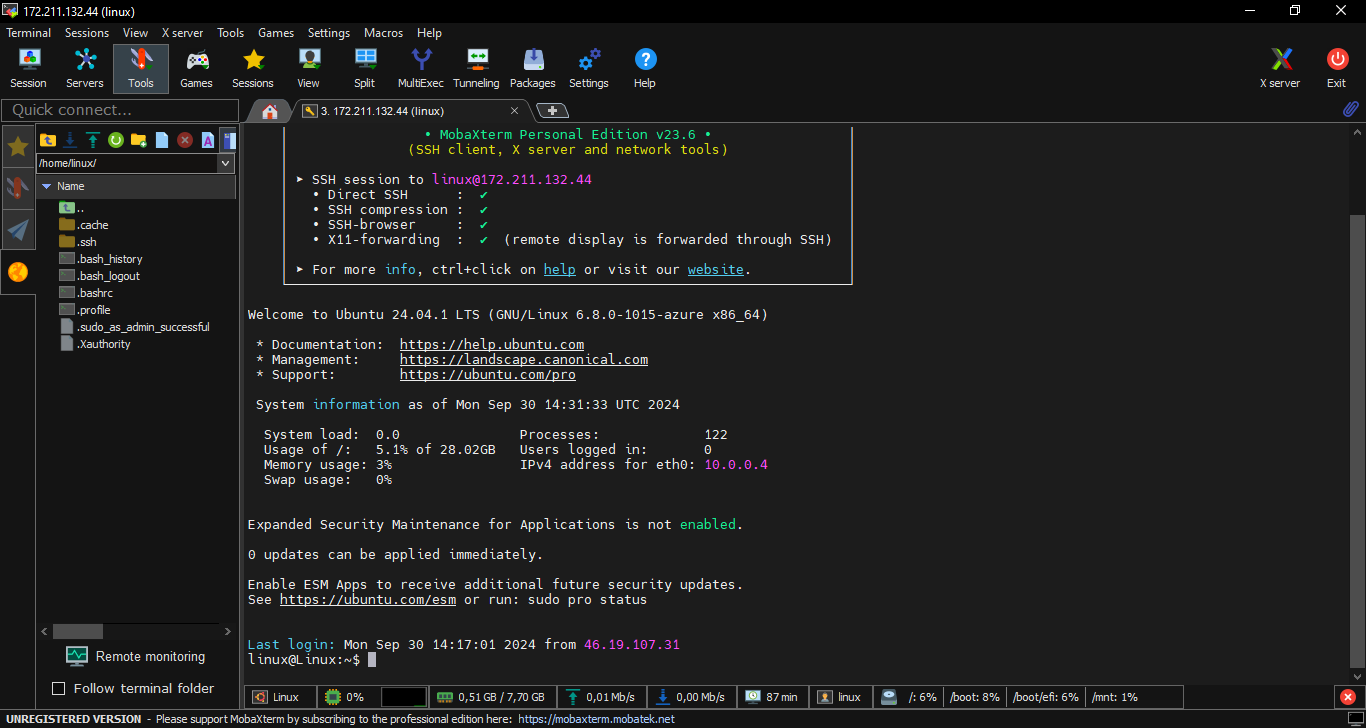 172.211.132.44 (linux)
Terminal Sessions View X server Tools Games Settings Macros Help
Session Servers Tools Games Sessions View Split MultiExec Tunneling Packages Settings Help X server Exit
Quick connect...
3. 172.211.132.44 (linux)
/home/linux/
Name
..
.cache
.ssh
.bash_history
.bash_logout
.bashrc
.profile
.sudo_as_admin_successful
.Xauthority
Remote monitoring
Follow terminal folder
• MobaXterm Personal Edition v23.6 •
(SSH client, X server and network tools)
➤ SSH session to linux@172.211.132.44
• Direct SSH : ✔
• SSH compression : ✔
• SSH-browser : ✔
• X11-forwarding : ✔ (remote display is forwarded through SSH)
➤ For more info, ctrl+click on help or visit our website.
Welcome to Ubuntu 24.04.1 LTS (GNU/Linux 6.8.0-1015-azure x86_64)
* Documentation: https://help.ubuntu.com
* Management: https://landscape.canonical.com
* Support: https://ubuntu.com/pro
System information as of Mon Sep 30 14:31:33 UTC 2024
System load: 0.0 Processes: 122
Usage of /: 5.1% of 28.02GB Users logged in: 0
Memory usage: 3% IPv4 address for eth0: 10.0.0.4
Swap usage: 0%
Expanded Security Maintenance for Applications is not enabled.
0 updates can be applied immediately.
Enable ESM Apps to receive additional future security updates.
See https://ubuntu.com/esm or run: sudo pro status
Last login: Mon Sep 30 14:17:01 2024 from 46.19.107.31
linux@Linux:~$
Linux 0% 0,51 GB / 7,70 GB 0,01 Mb/s 0,00 Mb/s 87 min linux /: 6% /boot: 8% /boot/efi: 6% /mnt: 1%
UNREGISTERED VERSION - Please support MobaXterm by subscribing to the professional edition here: https://mobaxterm.mobatek.net